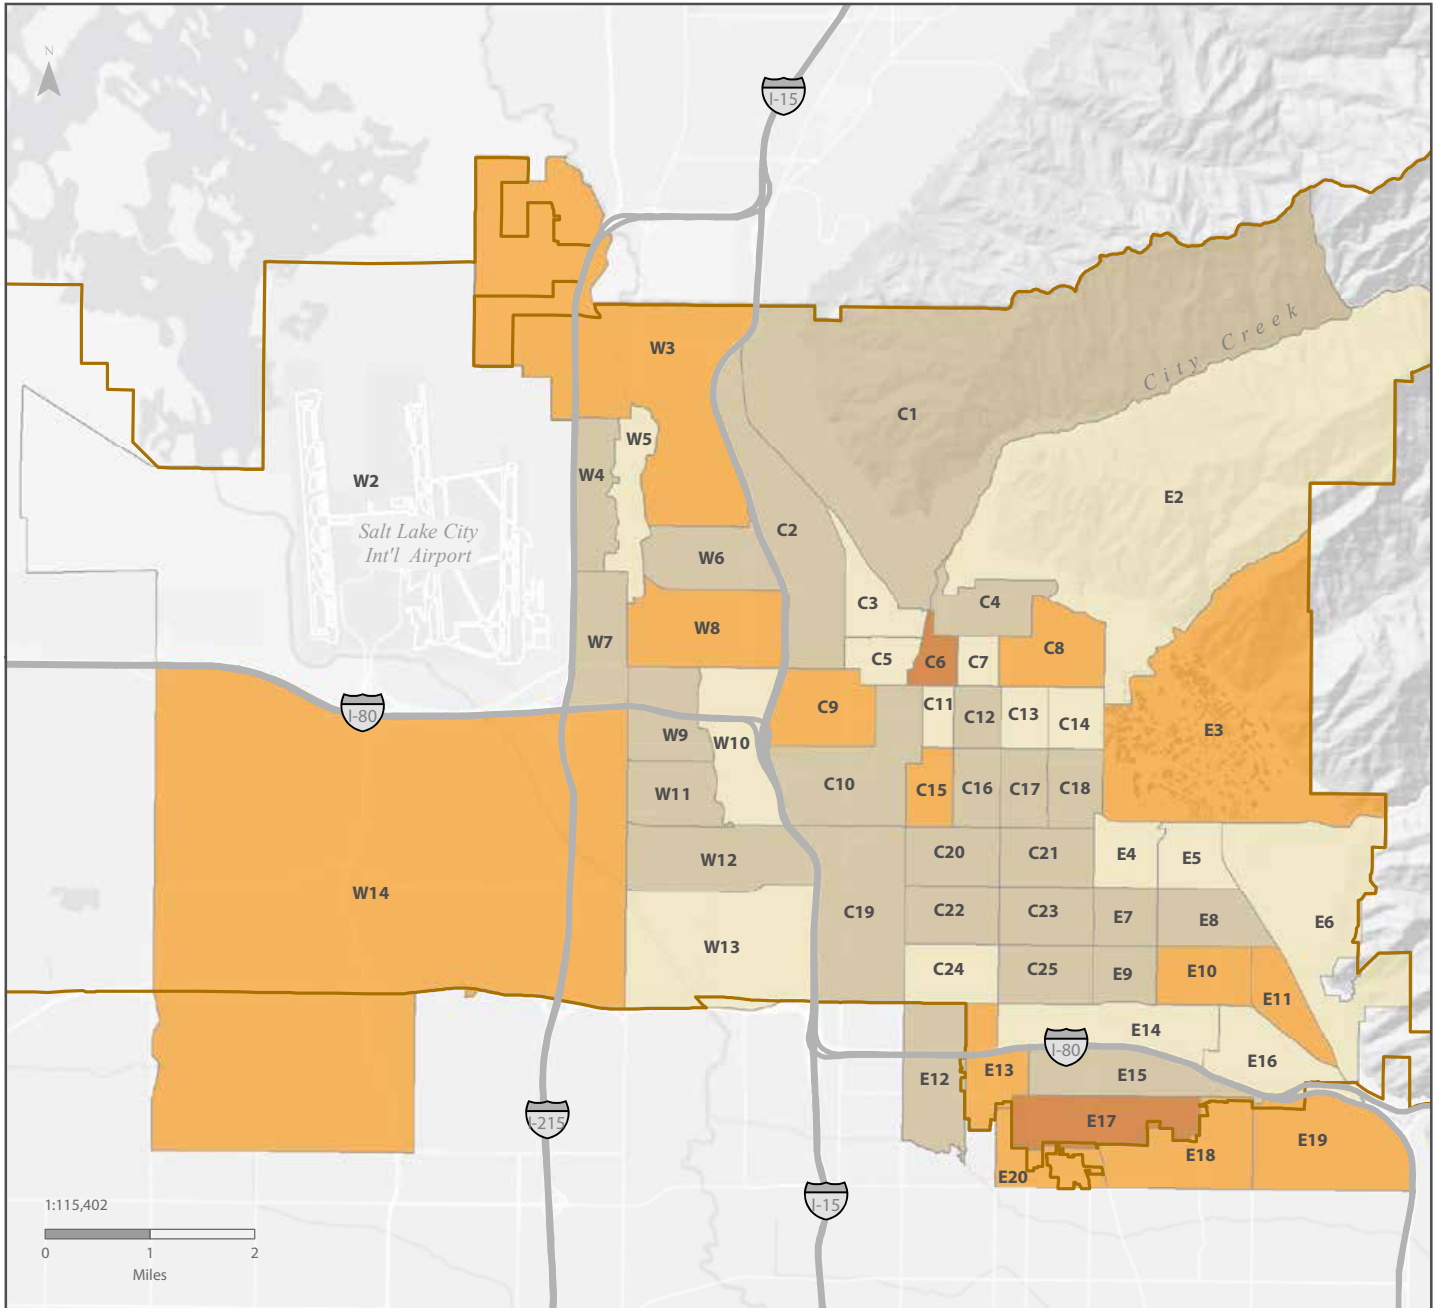 N
I-15
W3
City Creek
C1
W5
W4
W2
E2
Salt Lake City
Int'l Airport
C2
W6
C3
C4
W8
W7
C8
C5
C6
C7
C11
C9
I-80
C13
C12
C14
E3
W9
W10
C10
C16
C17
C18
C15
W11
C20
C21
E4
E5
W12
W14
C19
C22
C23
E7
E8
E6
W13
C24
C25
E9
E10
E11
E14
I-80
E16
E13
E15
E12
I-215
E17
E19
E18
E20
I-15
1:115,402
0 1 2
Miles